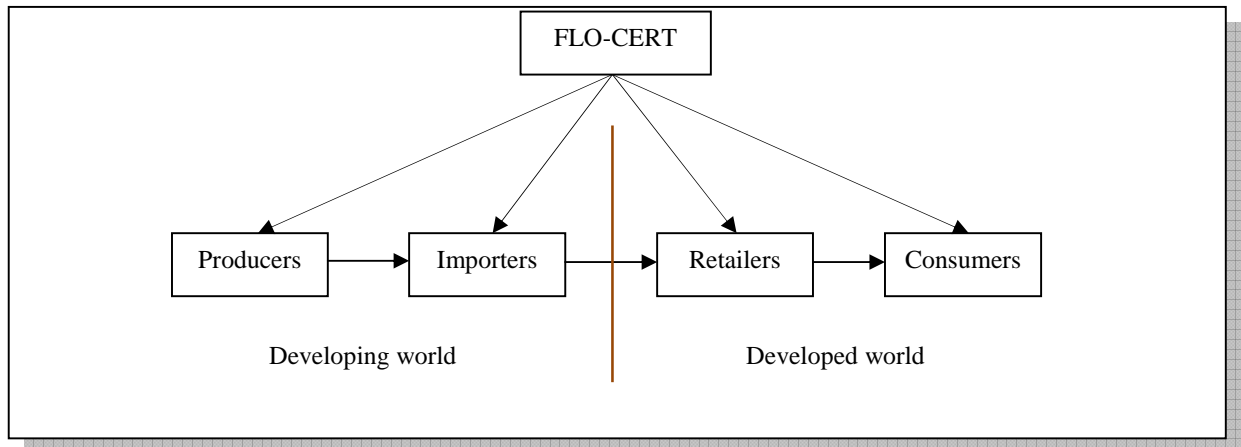 FLO-CERT
Producers
Importers
Retailers
Consumers
Developing world
Developed world